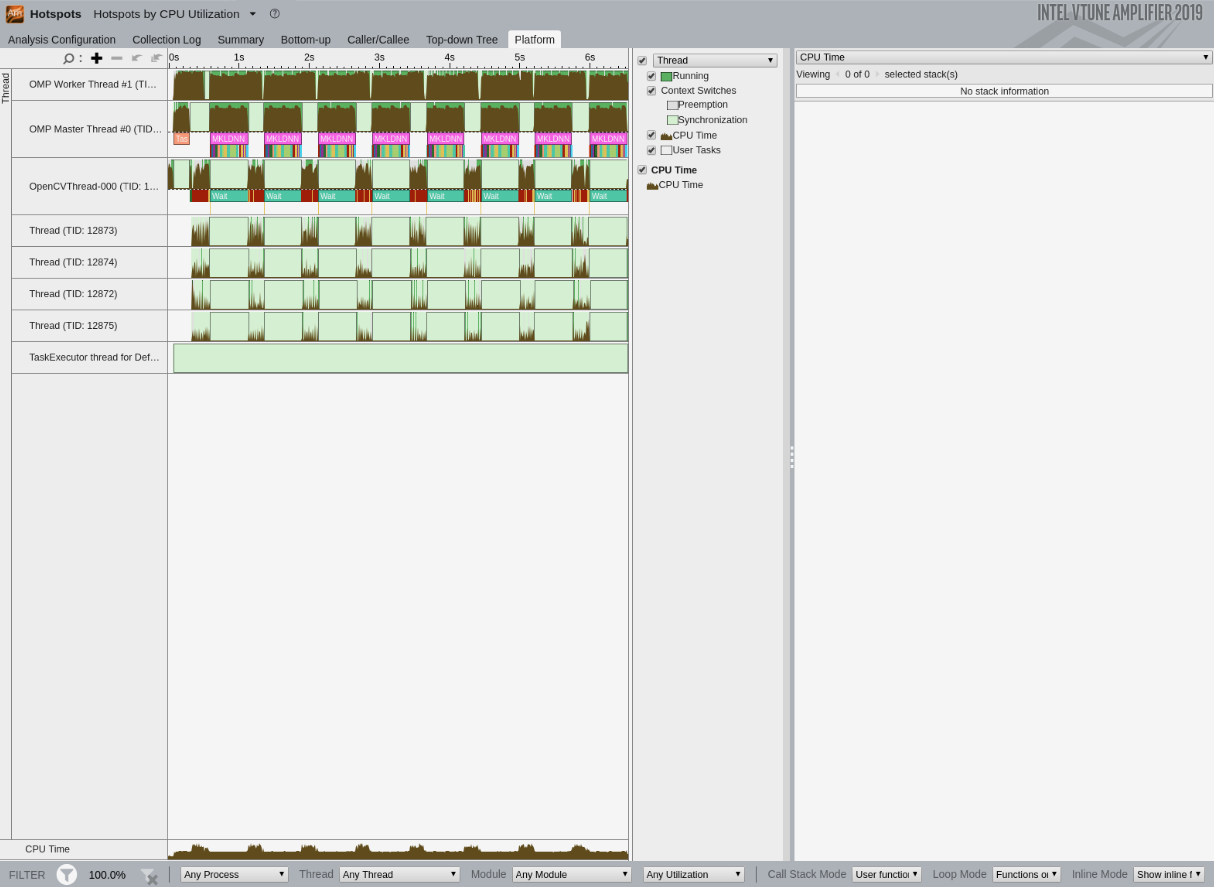 Hotspots Hotspots by CPU Utilization
INTEL VTUNE AMPLIFIER 2019
Analysis Configuration Collection Log Summary Bottom-up Caller/Callee Top-down Tree Platform
0s 1s 2s 3s 4s 5s 6s
Thread
OMP Worker Thread #1 (TI...
OMP Master Thread #0 (TID...
Tas MKLDNN MKLDNN MKLDNN MKLDNN MKLDNN MKLDNN MKLDNN MKLDNN
OpenCVThread-000 (TID: 1...
Wait Wait Wait Wait Wait Wait Wait Wait
Thread (TID: 12873)
Thread (TID: 12874)
Thread (TID: 12872)
Thread (TID: 12875)
TaskExecutor thread for Def...
CPU Time
Thread
Running
Context Switches
Preemption
Synchronization
CPU Time
User Tasks
CPU Time
CPU Time
CPU Time
Viewing 0 of 0 selected stack(s)
No stack information
FILTER 100.0% Any Process Thread Any Thread Module Any Module Any Utilization Call Stack Mode User functio Loop Mode Functions o Inline Mode Show inline f